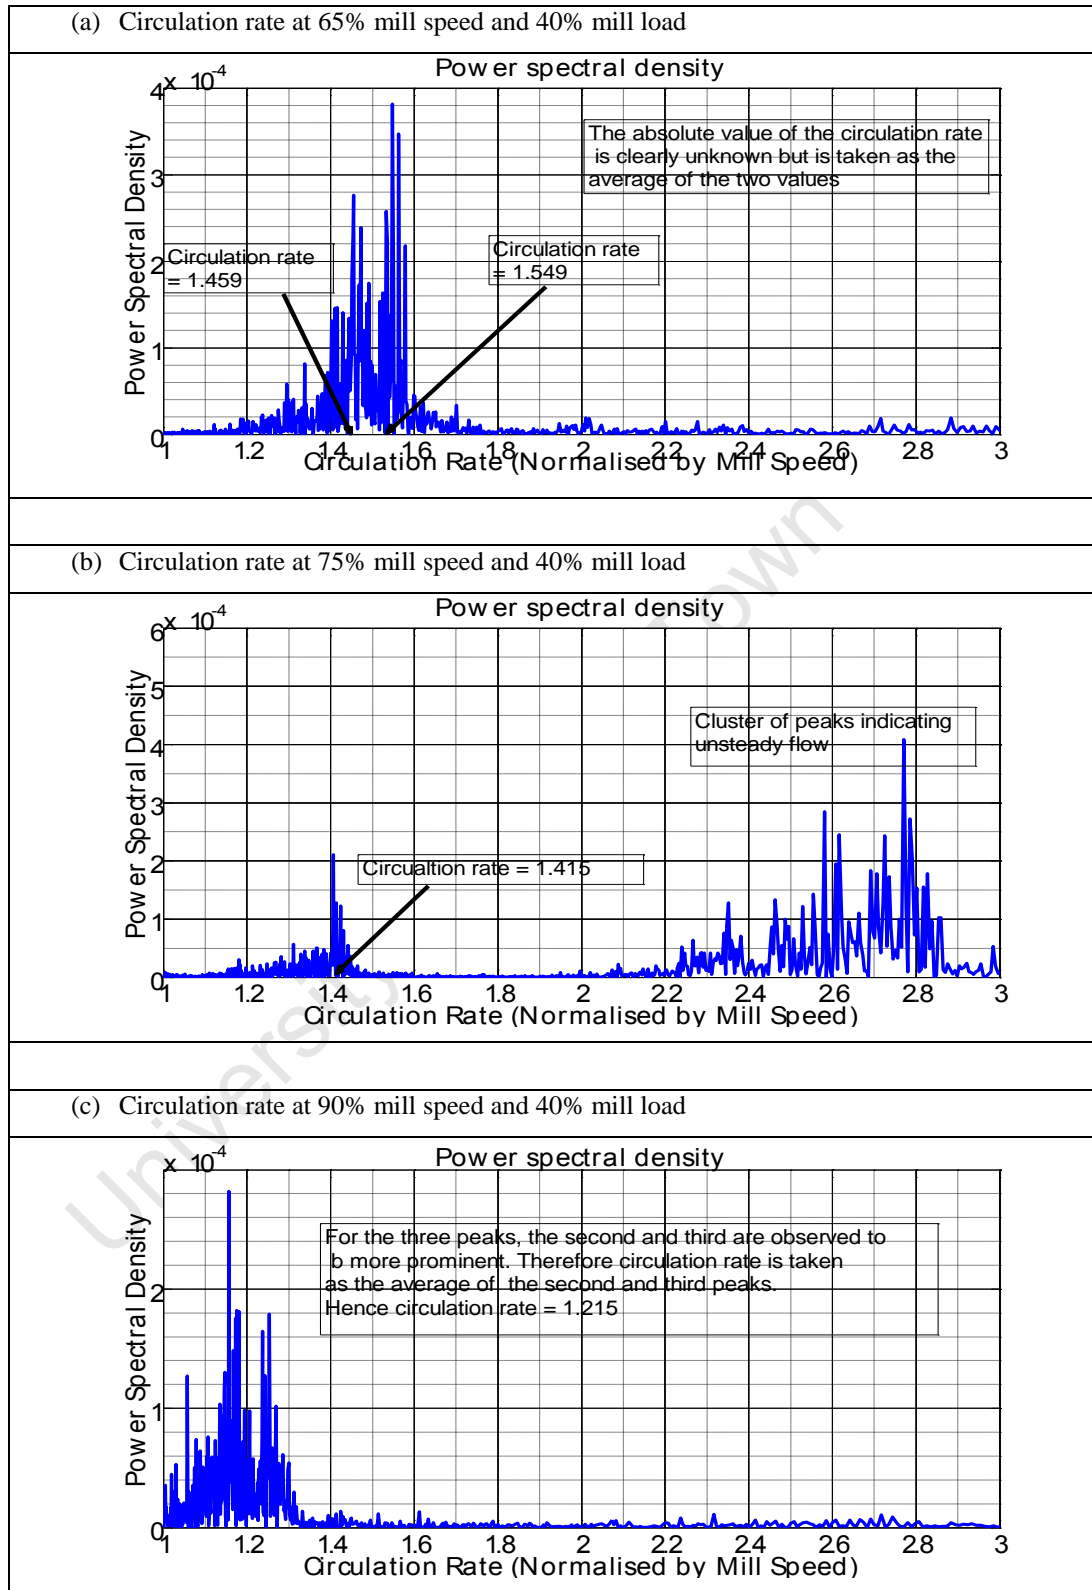 (a) Circulation rate at 65% mill speed and 40% mill load
Power spectral density
x 10-4
4
3
2
1
0
Power Spectral Density
The absolute value of the circulation rate
is clearly unknown but is taken as the
average of the two values
Circulation rate
= 1.459
Circulation rate
= 1.549
1 1.2 1.4 1.6 1.8 2 2.2 2.4 2.6 2.8 3
Circulation Rate (Normalised by Mill Speed)
(b) Circulation rate at 75% mill speed and 40% mill load
Power spectral density
x 10-4
6
5
4
3
2
1
0
Power Spectral Density
Cluster of peaks indicating
unsteady flow
Circualtion rate = 1.415
1 1.2 1.4 1.6 1.8 2 2.2 2.4 2.6 2.8 3
Circulation Rate (Normalised by Mill Speed)
(c) Circulation rate at 90% mill speed and 40% mill load
Power spectral density
x 10-4
2
1
0
Power Spectral Density
For the three peaks, the second and third are observed to
b more prominent. Therefore circulation rate is taken
as the average of the second and third peaks.
Hence circulation rate = 1.215
1 1.2 1.4 1.6 1.8 2 2.2 2.4 2.6 2.8 3
Circulation Rate (Normalised by Mill Speed)
University Town